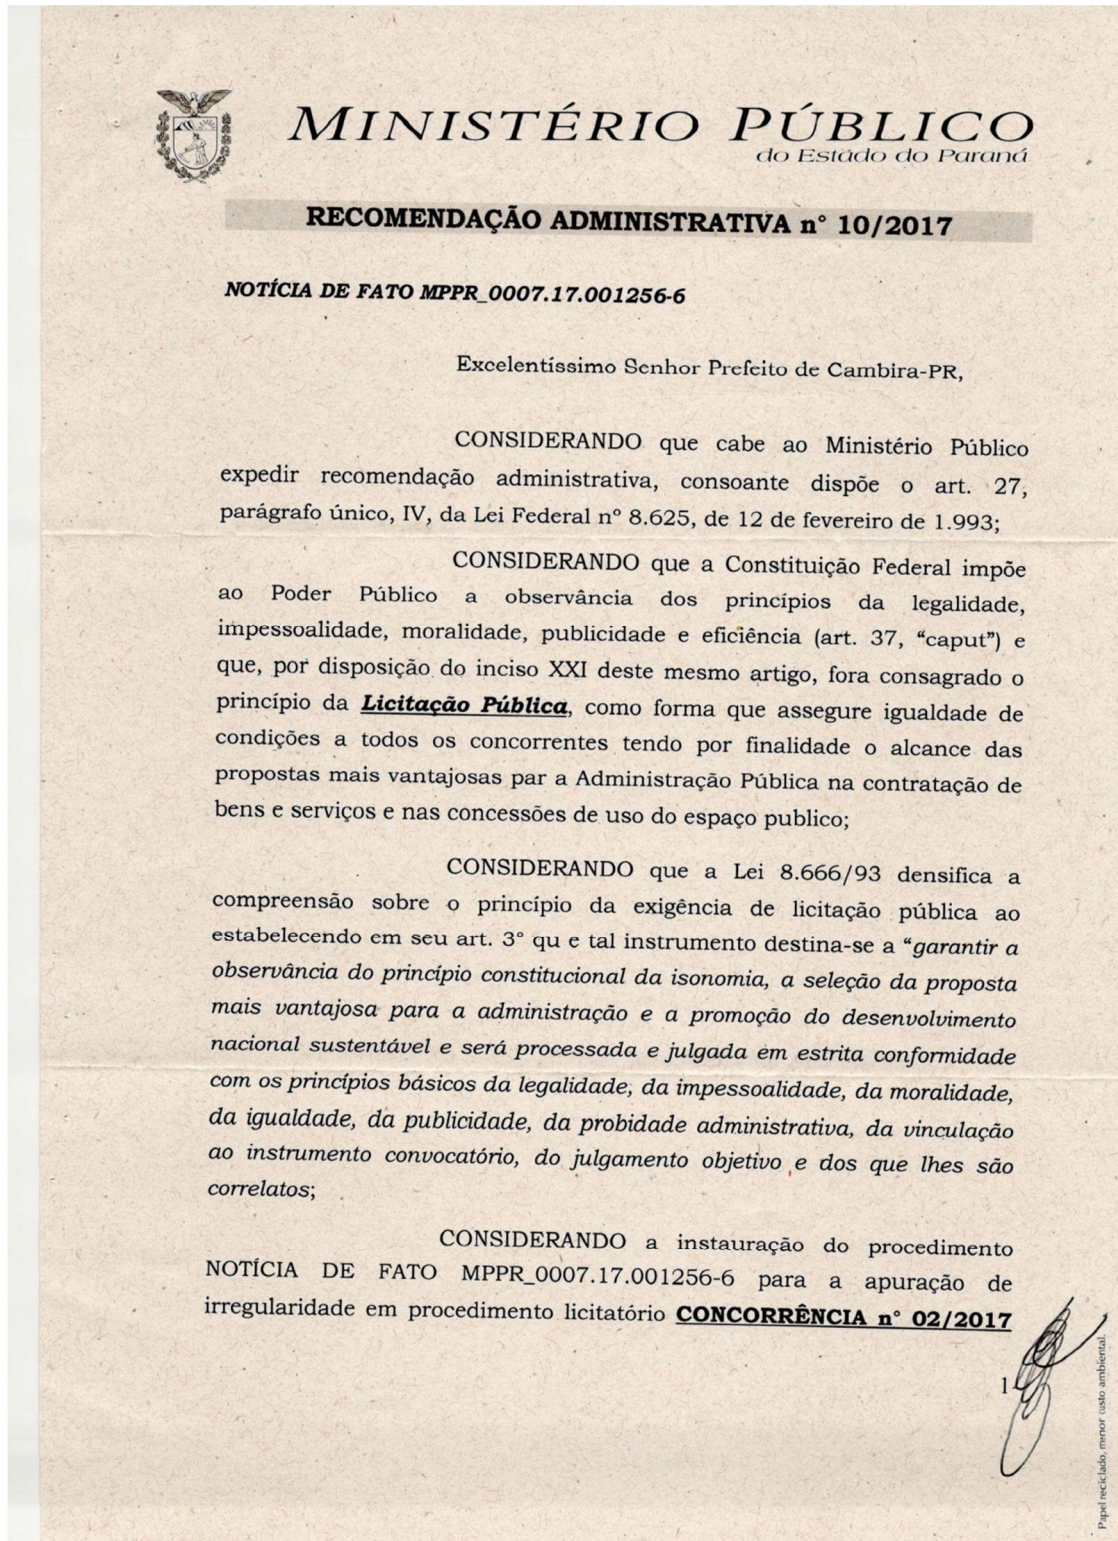 MINISTÉRIO PÚBLICO
do Estado do Paraná
RECOMENDAÇÃO ADMINISTRATIVA n° 10/2017
NOTÍCIA DE FATO MPPR_0007.17.001256-6
Excelentíssimo Senhor Prefeito de Cambira-PR,
CONSIDERANDO que cabe ao Ministério Público
expedir recomendação administrativa, consoante dispõe o art. 27,
parágrafo único, IV, da Lei Federal nº 8.625, de 12 de fevereiro de 1.993;
CONSIDERANDO que a Constituição Federal impõe
ao Poder Público a observância dos princípios da legalidade,
impessoalidade, moralidade, publicidade e eficiência (art. 37, “caput”) e
que, por disposição do inciso XXI deste mesmo artigo, fora consagrado o
princípio da Licitação Pública, como forma que assegure igualdade de
condições a todos os concorrentes tendo por finalidade o alcance das
propostas mais vantajosas par a Administração Pública na contratação de
bens e serviços e nas concessões de uso do espaço publico;
CONSIDERANDO que a Lei 8.666/93 densifica a
compreensão sobre o princípio da exigência de licitação pública ao
estabelecendo em seu art. 3° qu e tal instrumento destina-se a “garantir a
observância do princípio constitucional da isonomia, a seleção da proposta
mais vantajosa para a administração e a promoção do desenvolvimento
nacional sustentável e será processada e julgada em estrita conformidade
com os princípios básicos da legalidade, da impessoalidade, da moralidade,
da igualdade, da publicidade, da probidade administrativa, da vinculação
ao instrumento convocatório, do julgamento objetivo e dos que lhes são
correlatos;
CONSIDERANDO a instauração do procedimento
NOTÍCIA DE FATO MPPR_0007.17.001256-6 para a apuração de
irregularidade em procedimento licitatório CONCORRÊNCIA n° 02/2017
1
Papel reciclado, menor custo ambiental.